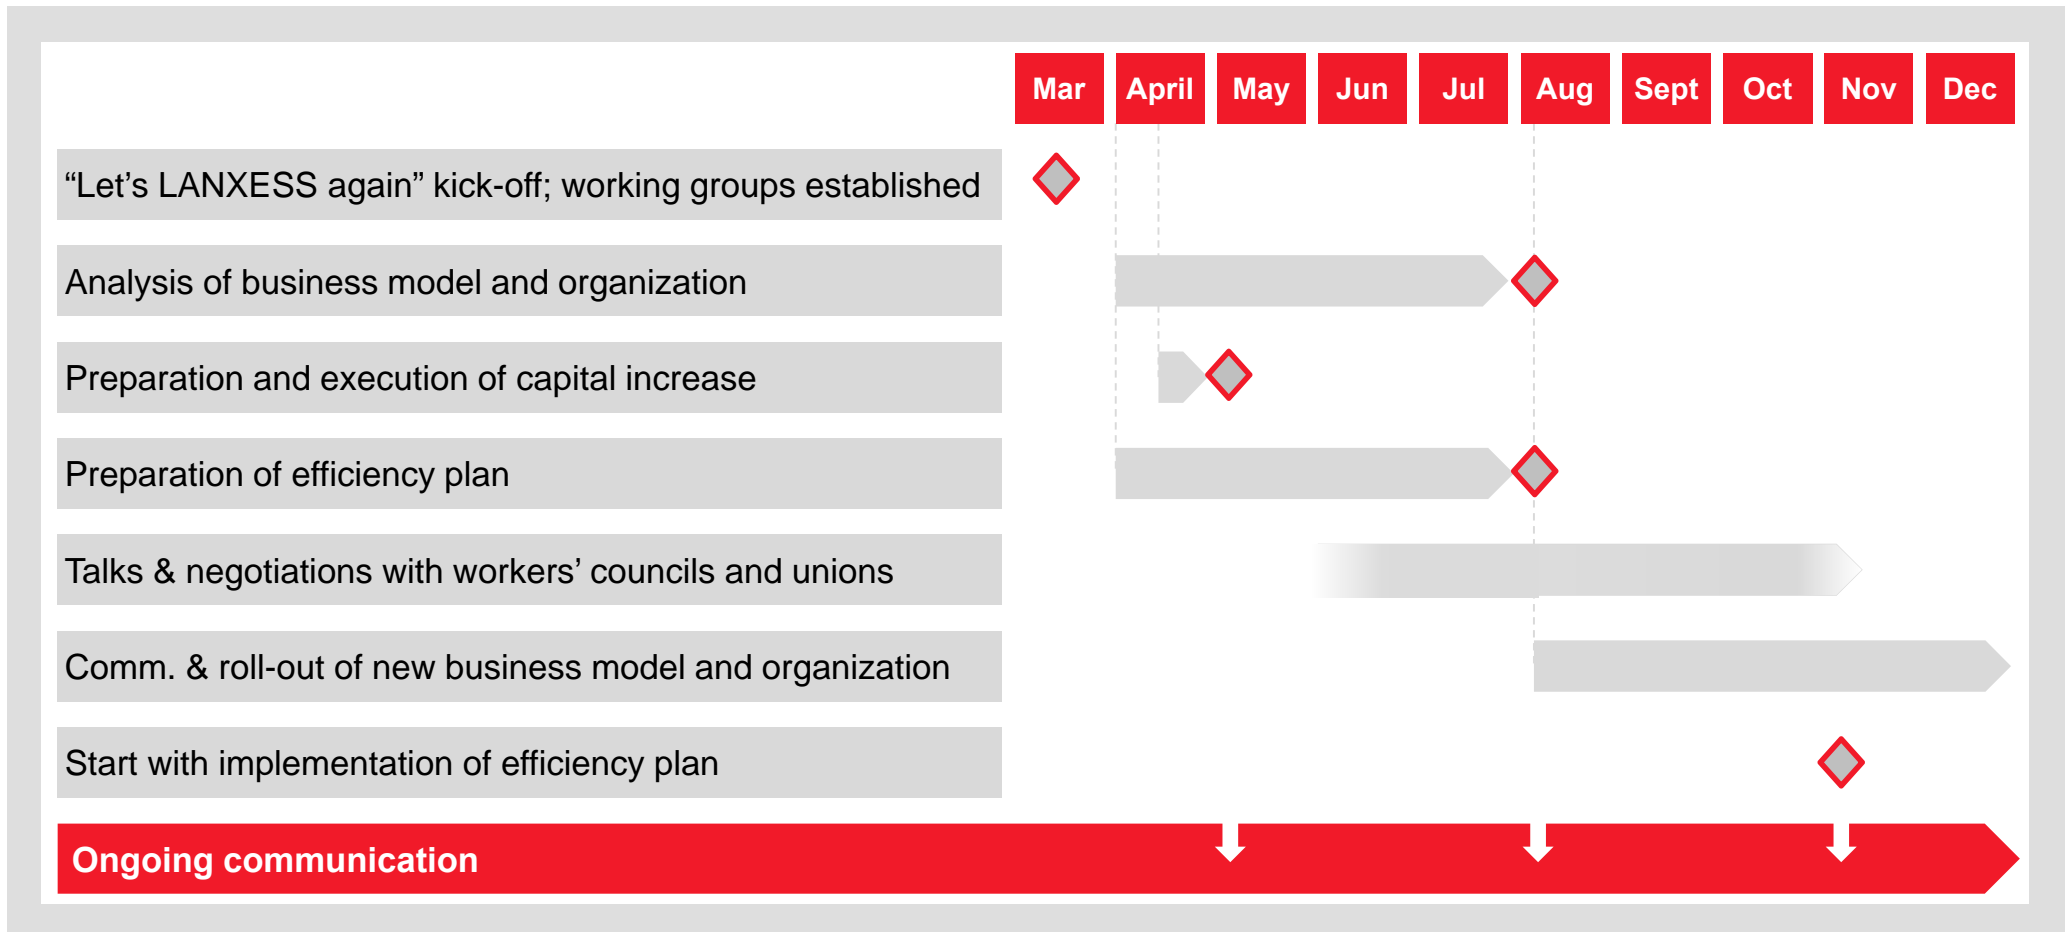 Mar April May Jun Jul Aug Sept Oct Nov Dec
“Let’s LANXESS again” kick-off; working groups established
Analysis of business model and organization
Preparation and execution of capital increase
Preparation of efficiency plan
Talks & negotiations with workers’ councils and unions
Comm. & roll-out of new business model and organization
Start with implementation of efficiency plan
Ongoing communication